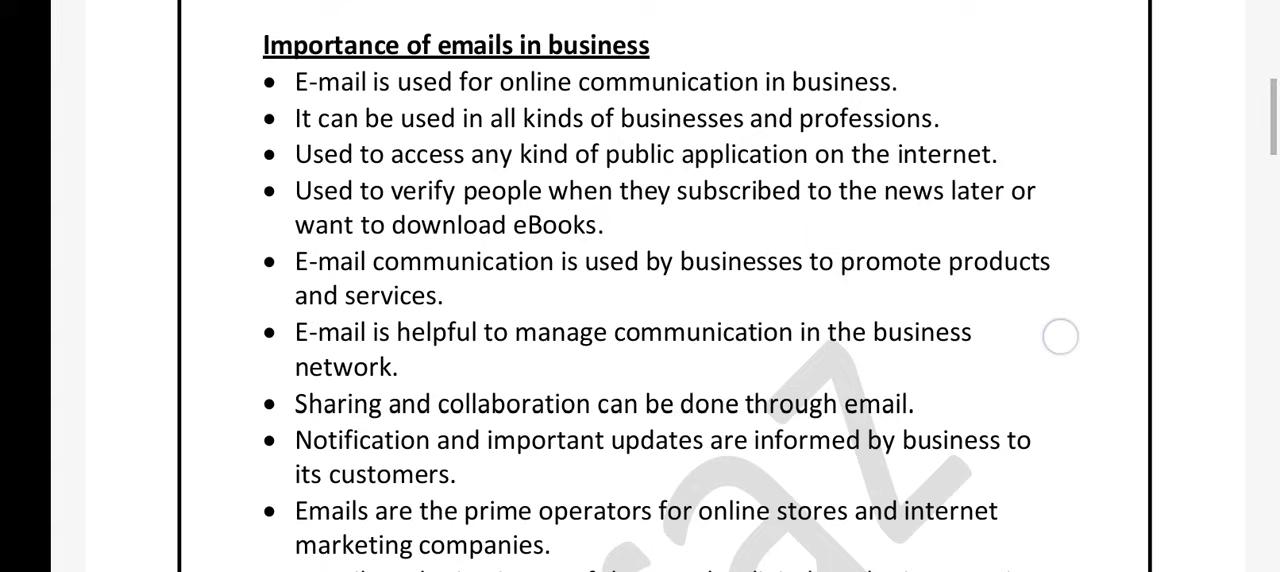 Importance of emails in business
• E-mail is used for online communication in business.
• It can be used in all kinds of businesses and professions.
• Used to access any kind of public application on the internet.
• Used to verify people when they subscribed to the news later or
want to download eBooks.
• E-mail communication is used by businesses to promote products
and services.
• E-mail is helpful to manage communication in the business
network.
• Sharing and collaboration can be done through email.
• Notification and important updates are informed by business to
its customers.
• Emails are the prime operators for online stores and internet
marketing companies.